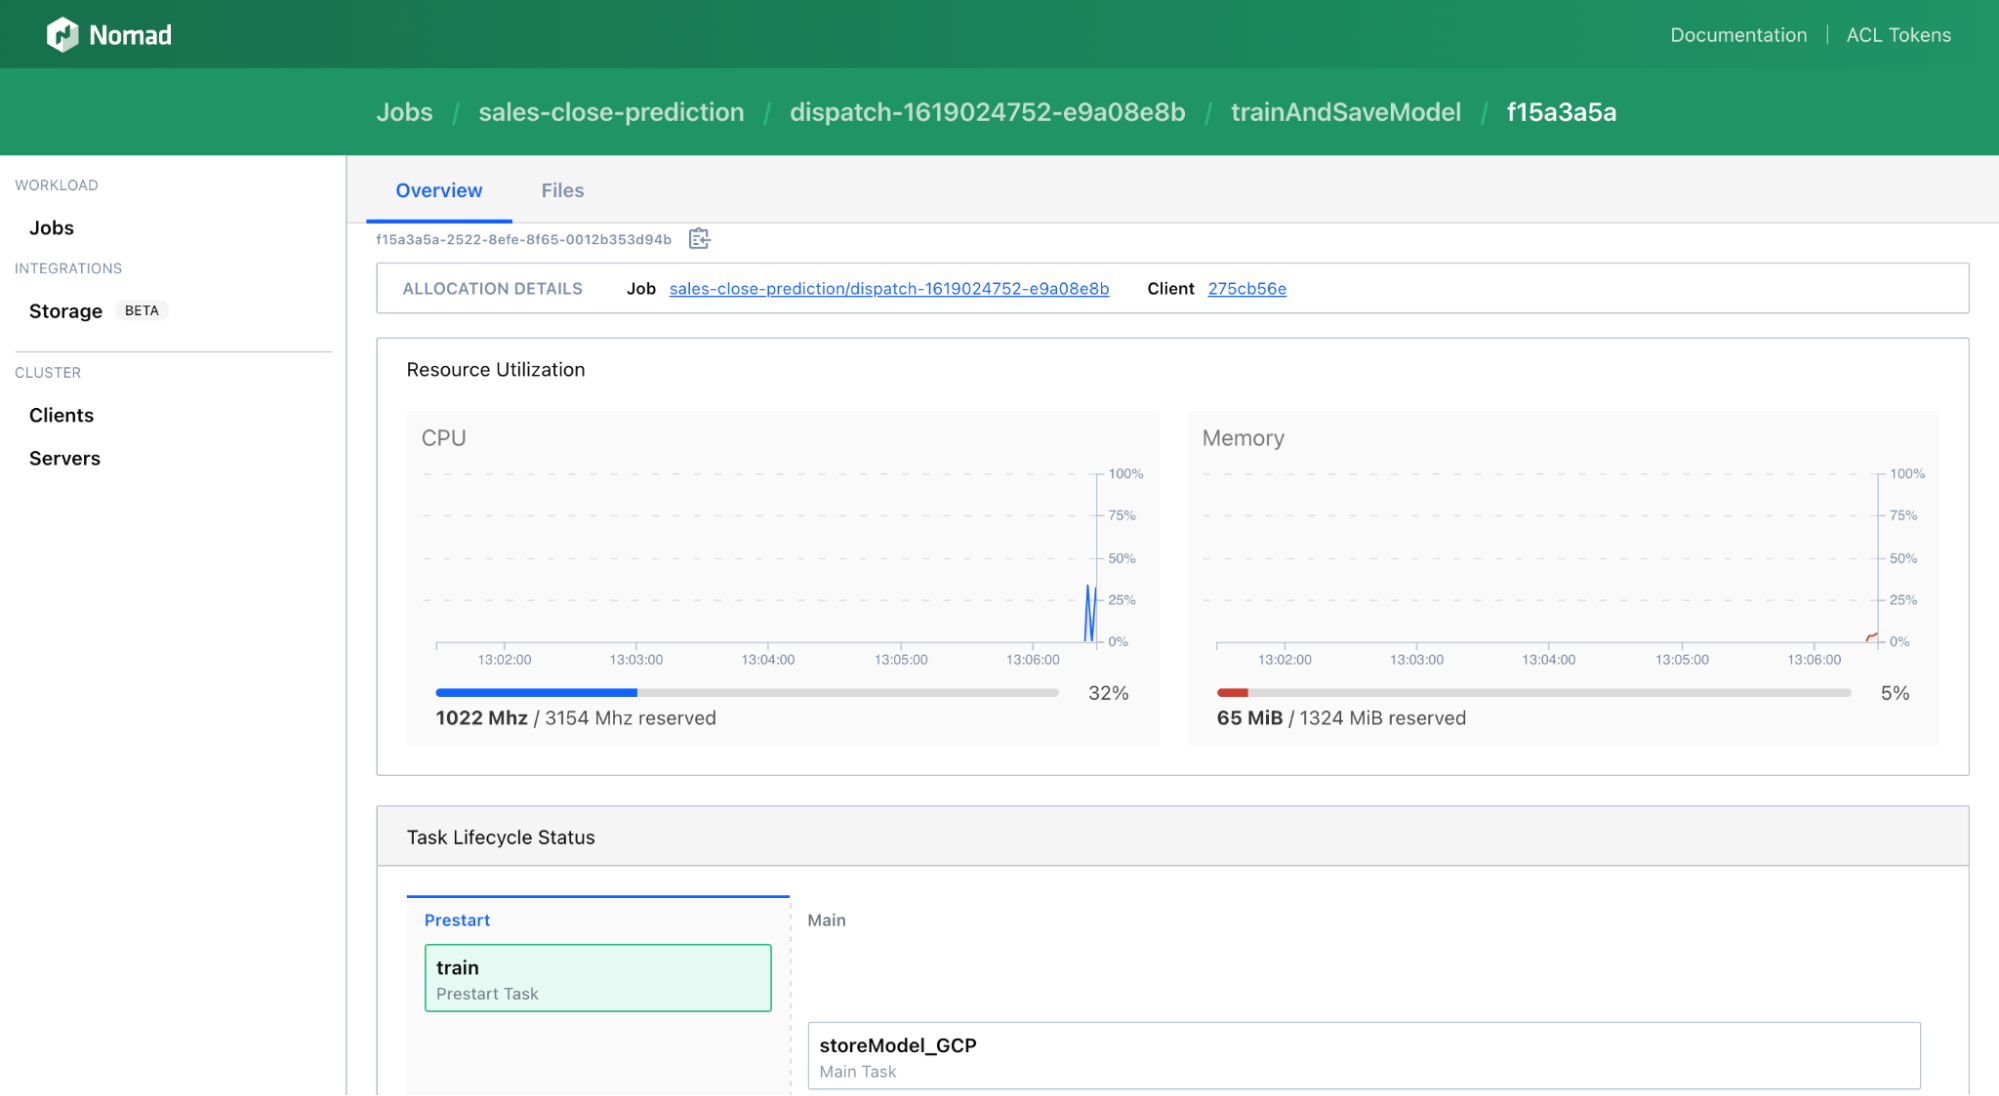 Nomad
Documentation | ACL Tokens
Jobs / sales-close-prediction / dispatch-1619024752-e9a08e8b / trainAndSaveModel / f15a3a5a
WORKLOAD
Jobs
INTEGRATIONS
Storage BETA
CLUSTER
Clients
Servers
Overview Files
f15a3a5a-2522-8efe-8f65-0012b353d94b
ALLOCATION DETAILS Job sales-close-prediction/dispatch-1619024752-e9a08e8b Client 275cb56e
Resource Utilization
CPU
100%
75%
50%
25%
0%
13:02:00 13:03:00 13:04:00 13:05:00 13:06:00
32%
1022 Mhz / 3154 Mhz reserved
Memory
100%
75%
50%
25%
0%
13:02:00 13:03:00 13:04:00 13:05:00 13:06:00
5%
65 MiB / 1324 MiB reserved
Task Lifecycle Status
Prestart
train
Prestart Task
Main
storeModel_GCP
Main Task